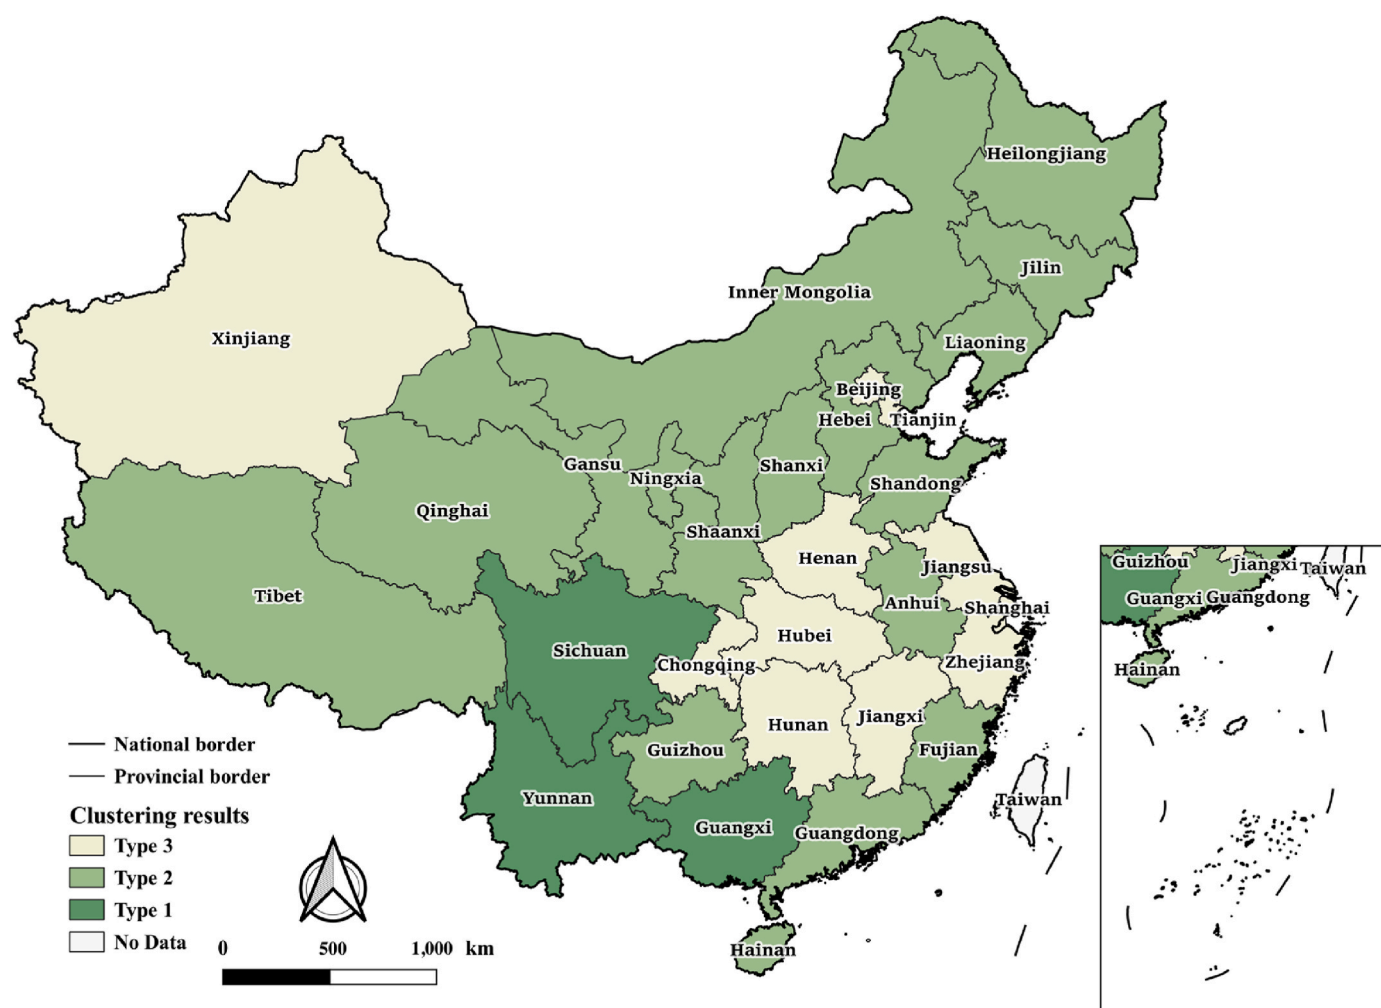 Heilongjiang
Jilin
Inner Mongolia
Xinjiang
Liaoning
Beijing
Hebei
Tianjin
Gansu
Ningxia
Shanxi
Shandong
Qinghai
Shaanxi
Henan
Jiangsu
Tibet
Anhui
Shanghai
Hubei
Sichuan
Chongqing
Zhejiang
Hunan
Jiangxi
Guizhou
Fujian
Yunnan
Guangxi
Guangdong
Taiwan
Hainan
National border
Provincial border
Clustering results
Type 3
Type 2
Type 1
No Data
0 500 1,000 km
Guizhou
Jiangxi
Taiwan
Guangxi
Guangdong
Hainan